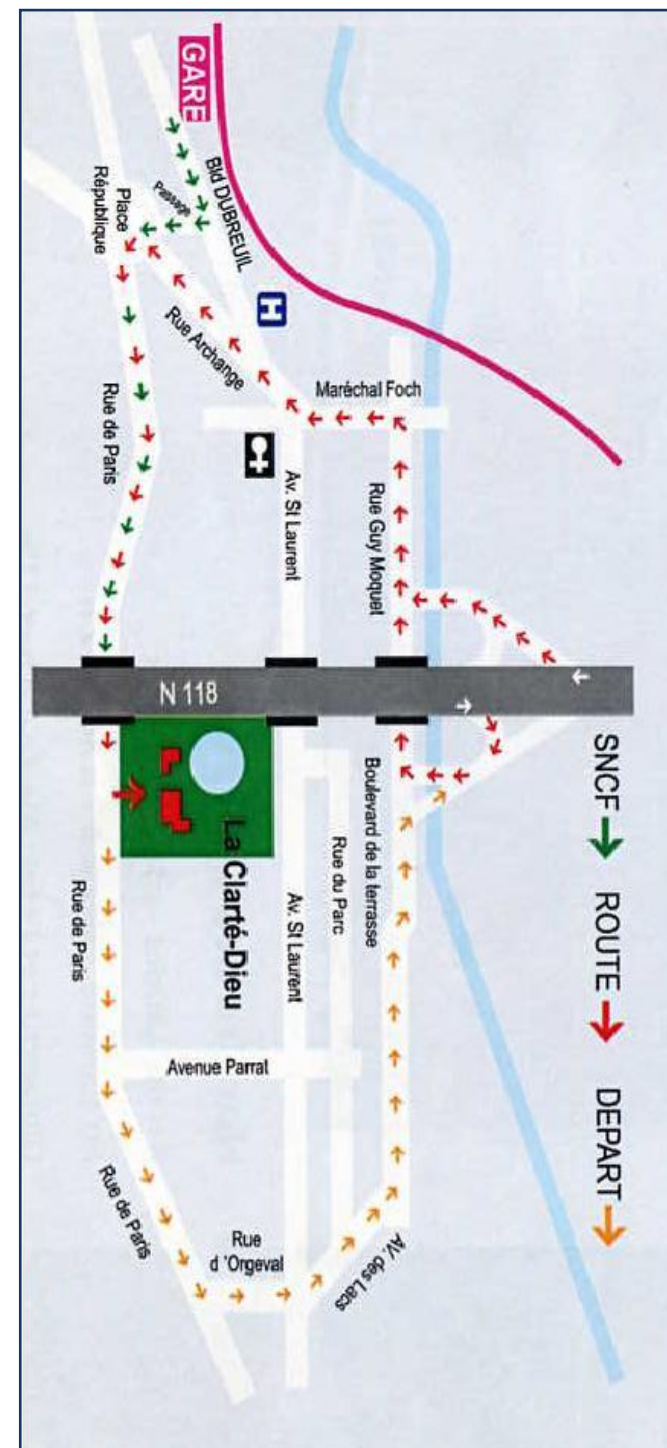 SNCF ROUTE DEPART
GARE
Bld DUBREUIL
Passage
Place
République
H
Rue Archange
Maréchal Foch
Rue Guy Moquet
Av. St Laurent
Rue de Paris
N 118
La Clarté-Dieu
Boulevard de la terrasse
Rue du Parc
Av. St Laurent
Rue de Paris
Avenue Parrat
Rue de Paris
Rue
d 'Orgeval
AV. des Lacs